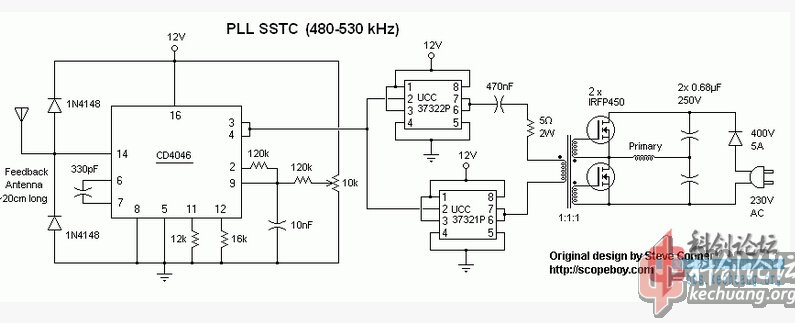 PLL SSTC (480-530 kHz)
12V
12V
470nF
2 x
IRFP450
2x 0.68µF
250V
1N4148
16
1
2
3
4
UCC
37322P
8
7
6
5
5Ω
2W
400V
5A
3
4
14
CD4046
120k
2
Primary
Feedback
Antenna
~20cm long
330pF
6
7
9
120k
10k
12V
1
2
3
4
UCC
37321P
8
7
6
5
1:1:1
230V
AC
1N4148
8
5
11
12
10nF
12k
16k
Original design by Steve Conner
http://scopeboy.com
科创论坛
kechuang.org